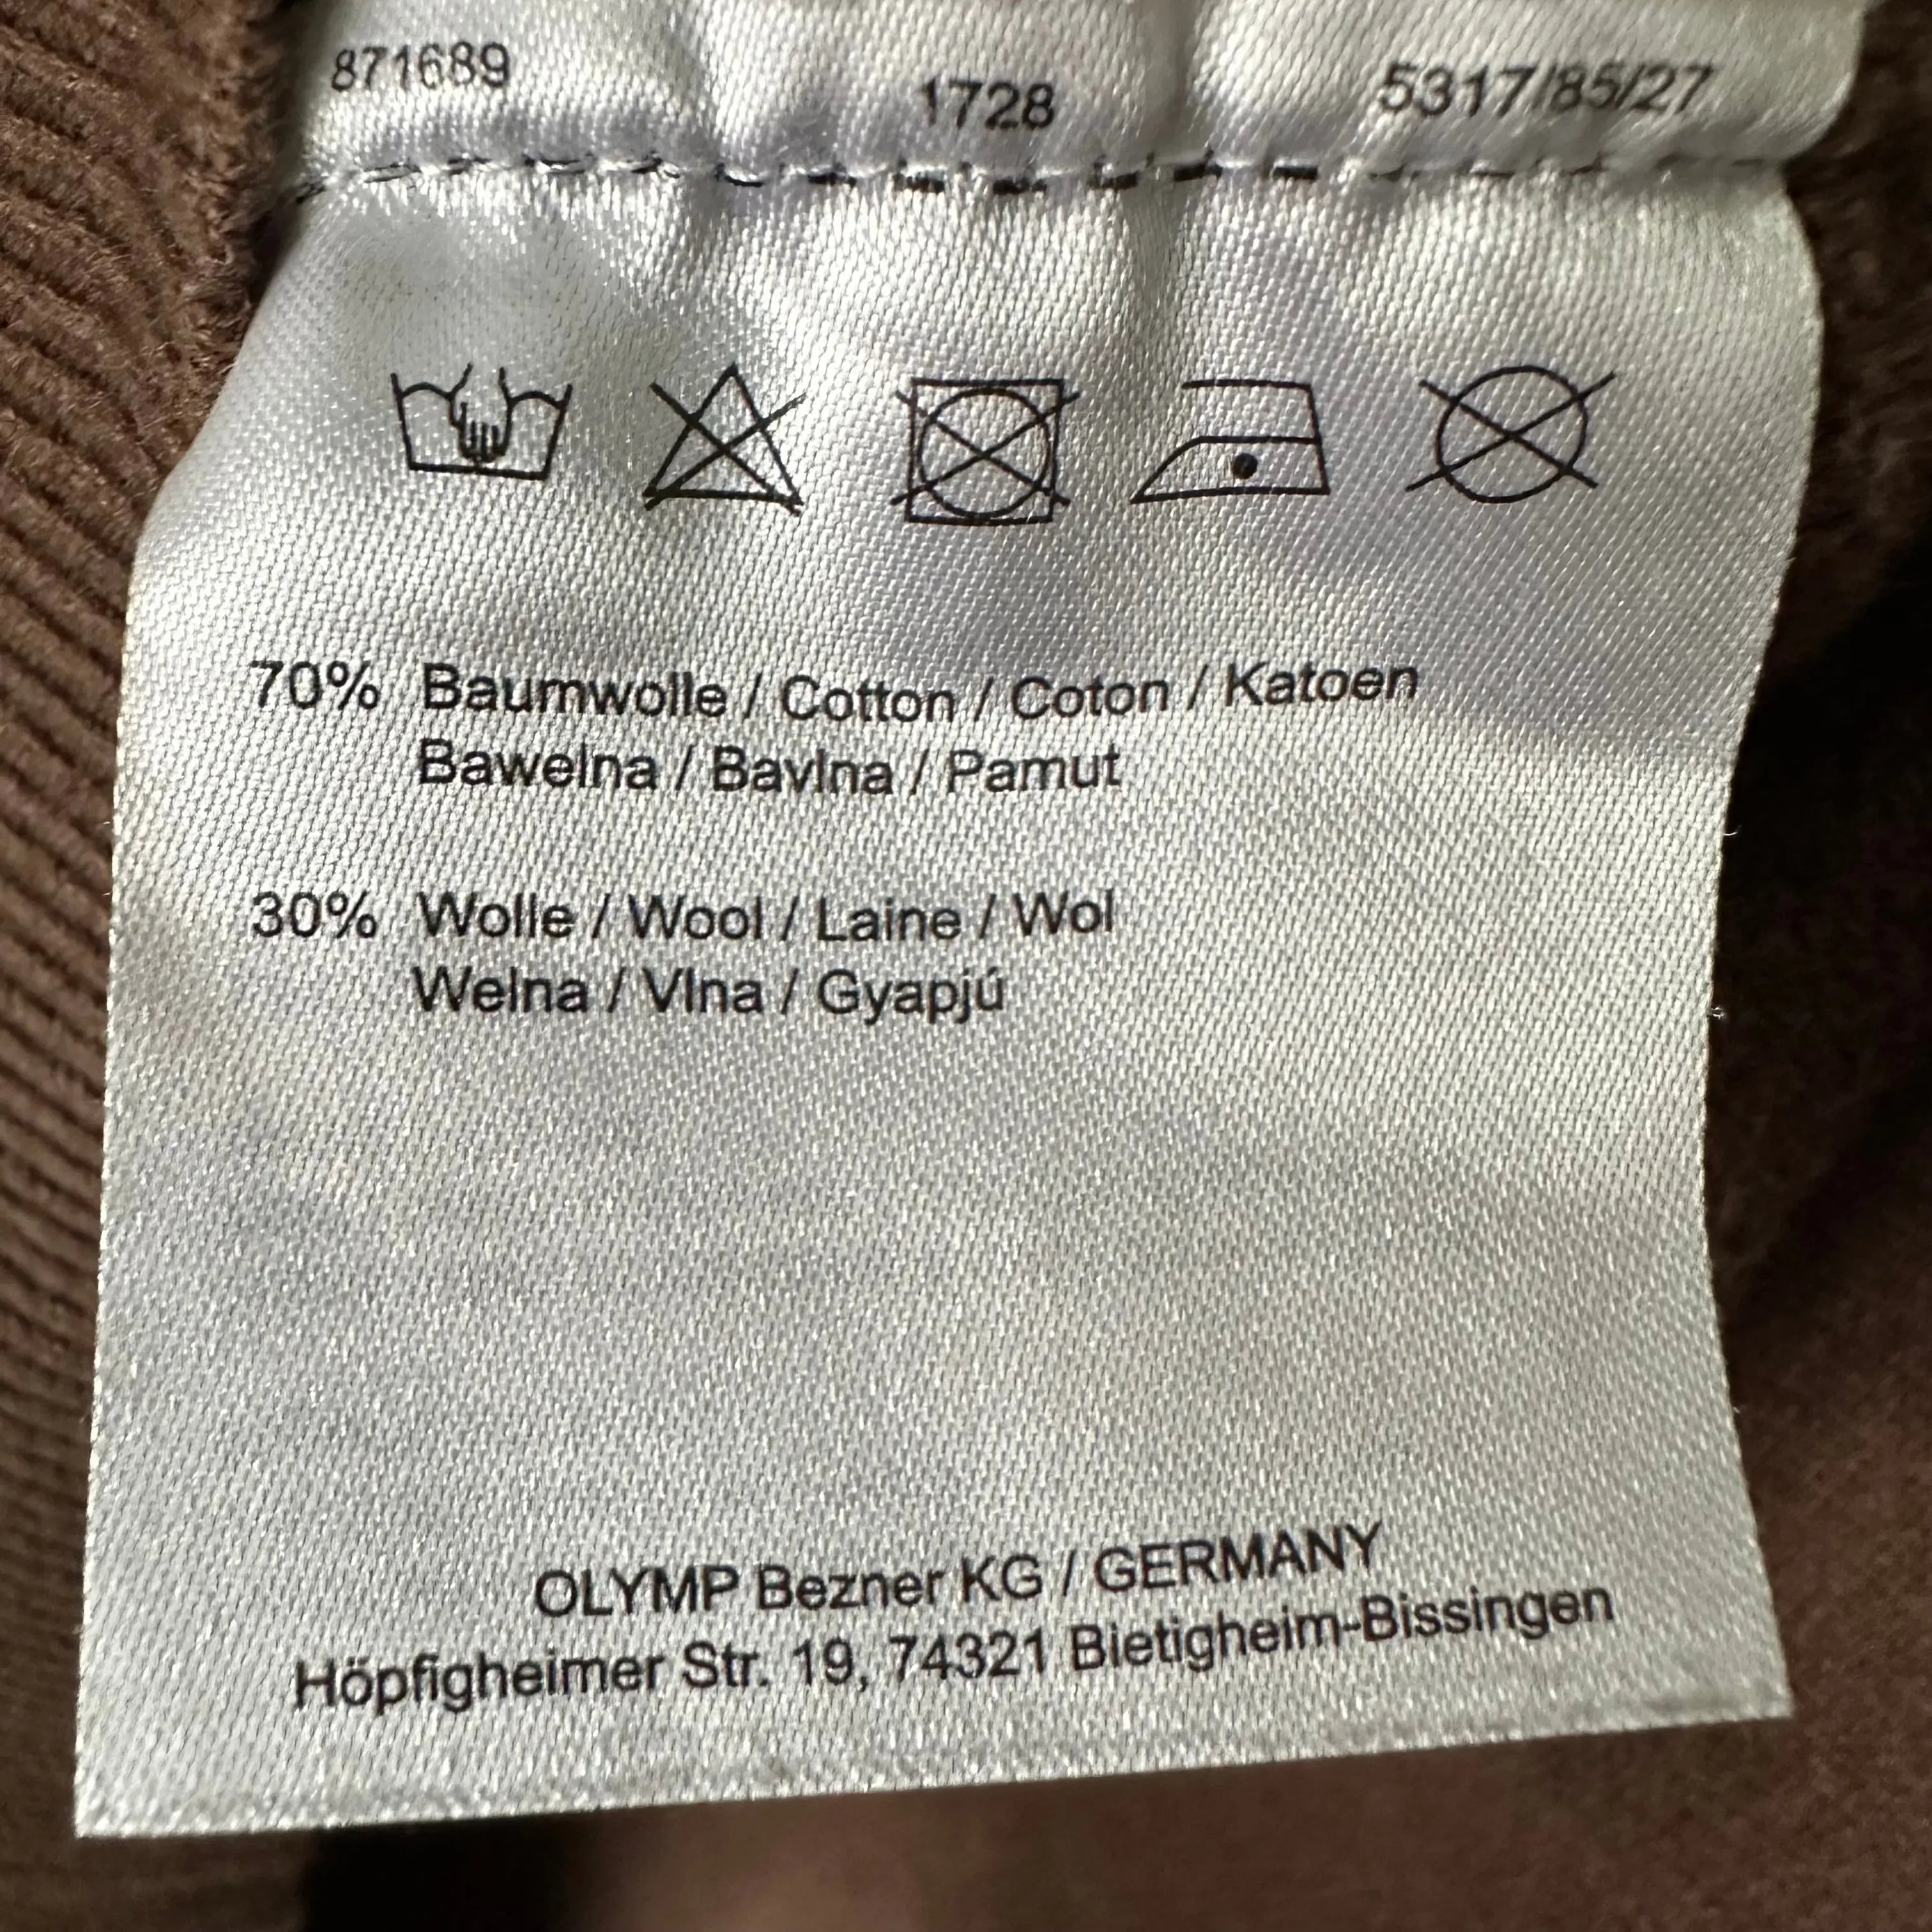 871689 1728 5317/85/27
70% Baumwolle / Cotton / Coton / Katoen
Bawelna / Bavlna / Pamut
30% Wolle / Wool / Laine / Wol
Welna / Vlna / Gyapjú
OLYMP Bezner KG / GERMANY
Höpfigheimer Str. 19, 74321 Bietigheim-Bissingen